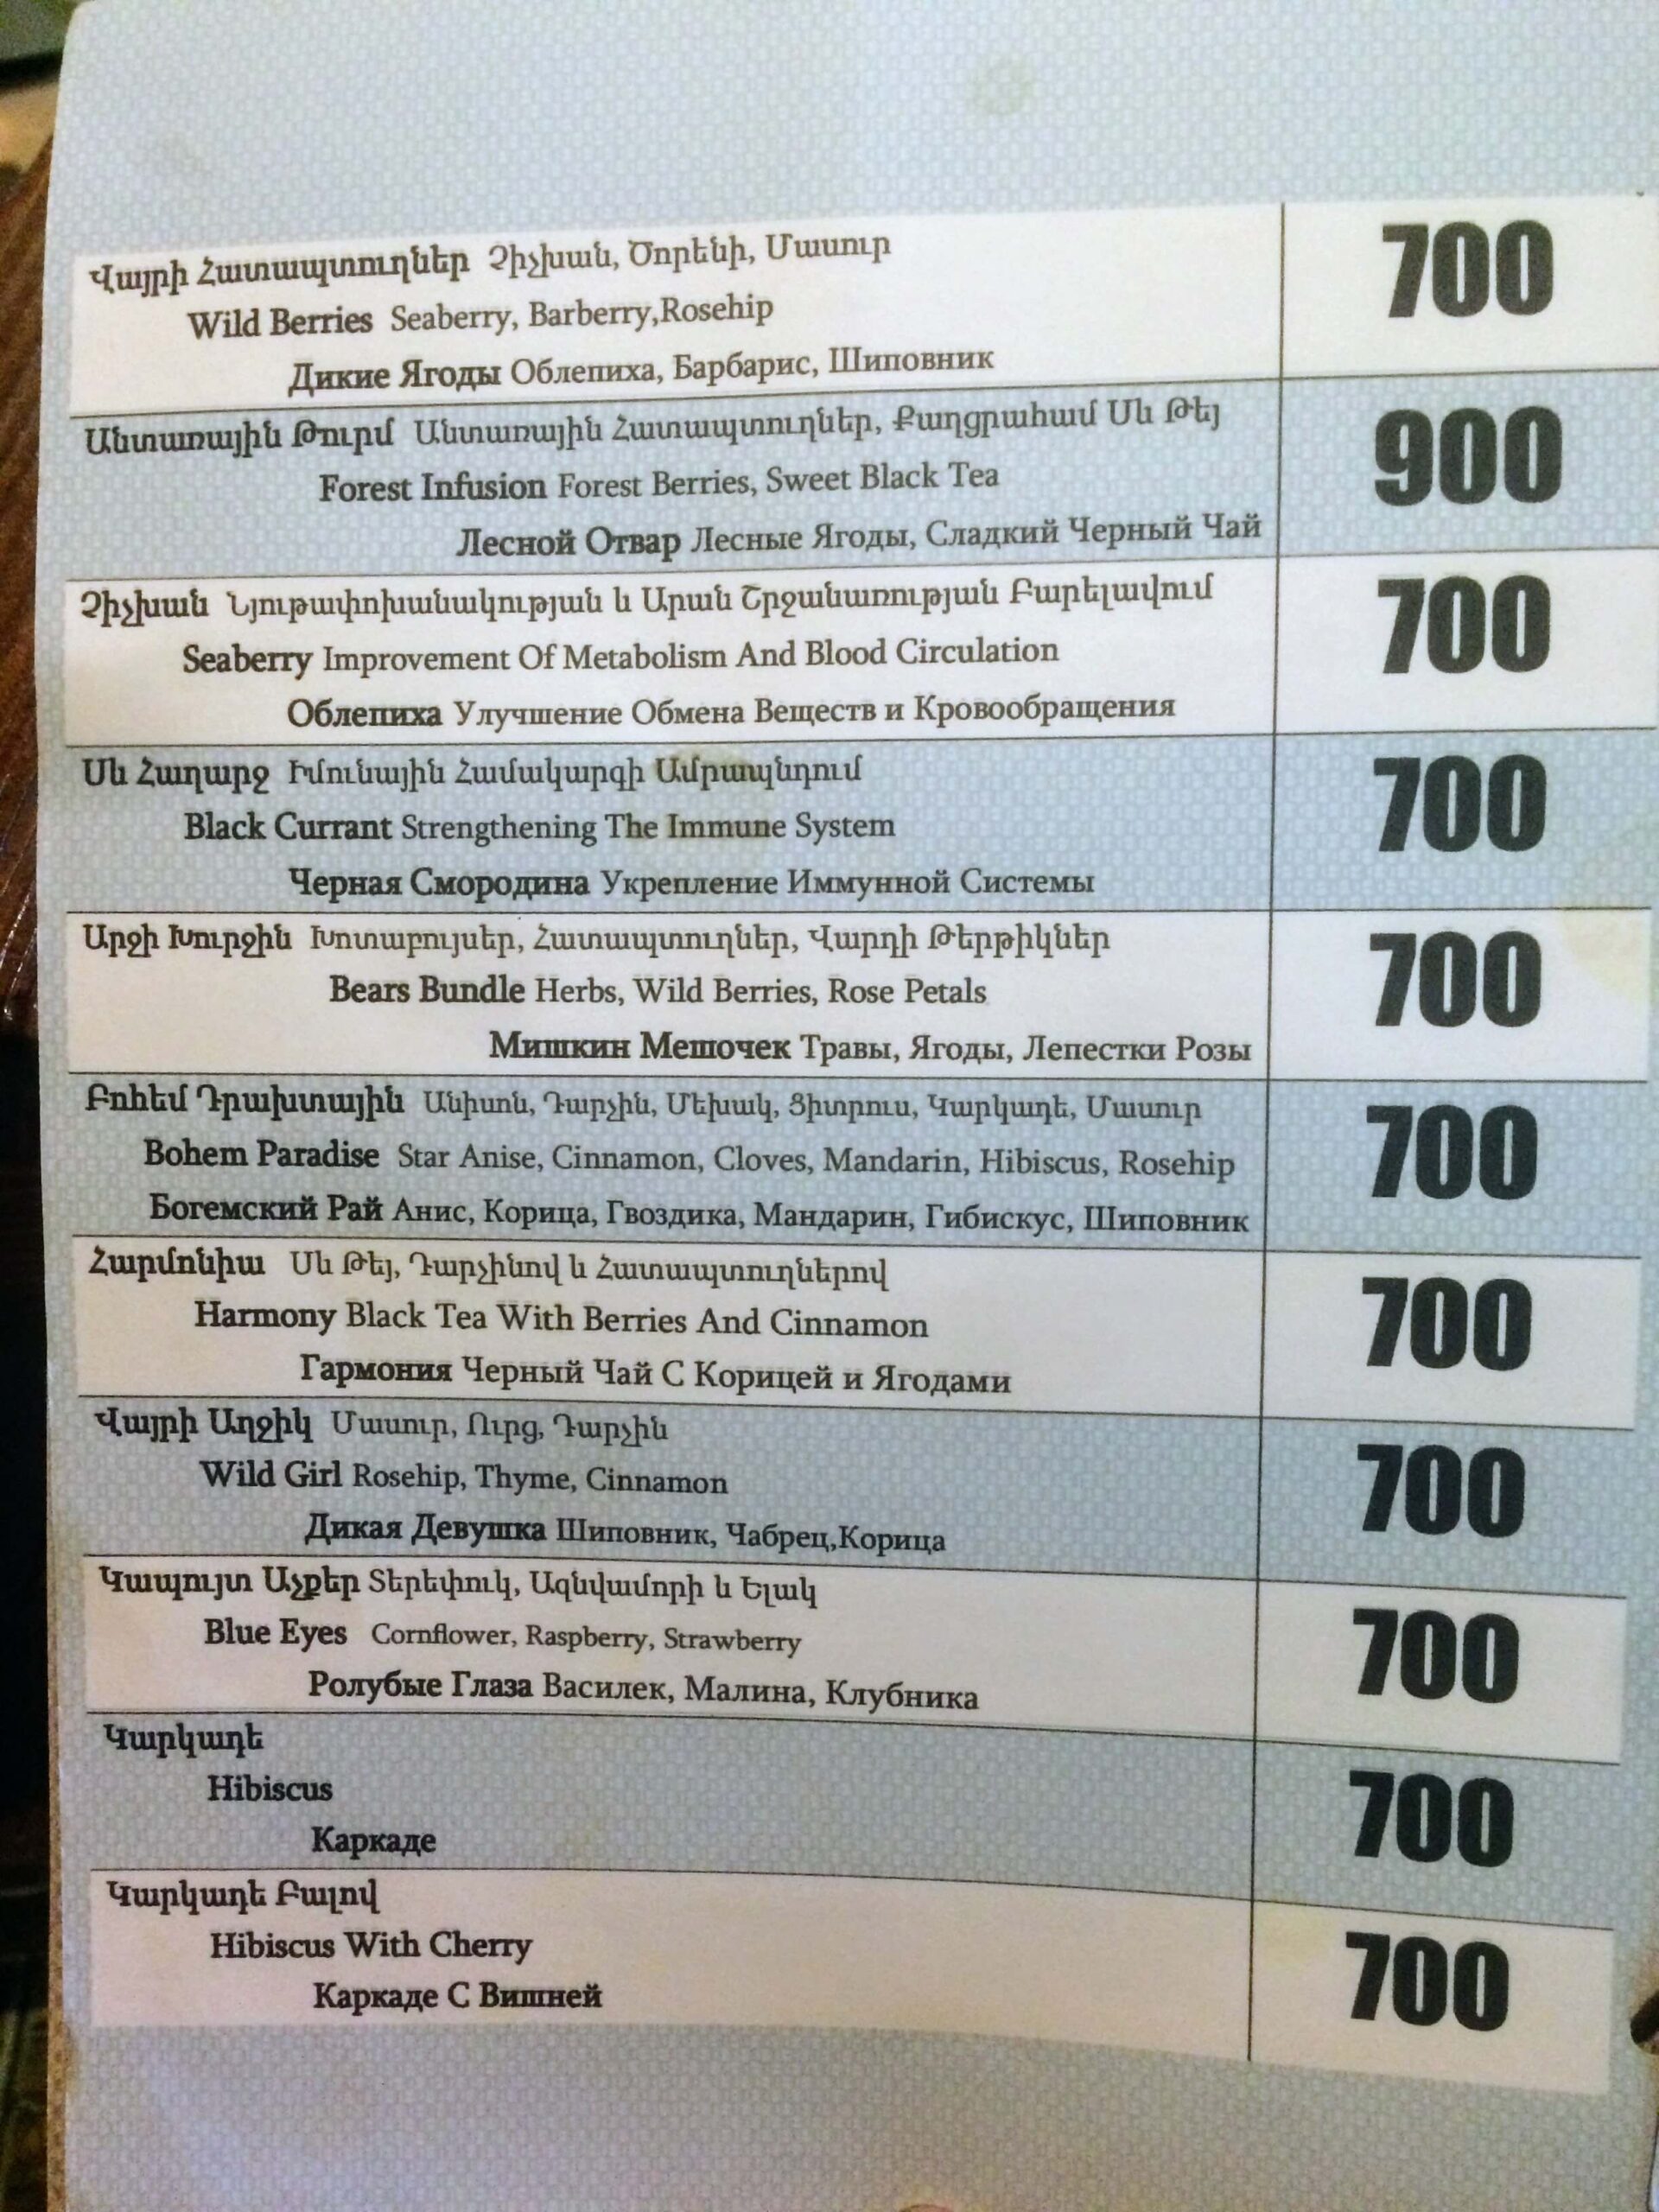 Վայրի Հատապտուղներ Չիչխան, Ծորենի, Մասուր
700
Wild Berries Seaberry, Barberry,Rosehip
Дикие Ягоды Облепиха, Барбарис, Шиповник
Անտառային Թուրմ Անտառային Հատապտուղներ, Քաղցրահամ Սև Թեյ
900
Forest Infusion Forest Berries, Sweet Black Tea
Лесной Отвар Лесные Ягоды, Сладкий Черный Чай
Չիչխան Նյութափոխանակության և Արան Շրջանառության Բարելավում
700
Seaberry Improvement Of Metabolism And Blood Circulation
Облепиха Улучшение Обмена Веществ и Кровообращения
Սև Հաղարջ Իմունային Համակարգի Ամրապնդում
700
Black Currant Strengthening The Immune System
Черная Смородина Укрепление Иммунной Системы
Արջի Խուրջին Խոտաբույսեր, Հատապտուղներ, Վարդի Թերթիկներ
700
Bears Bundle Herbs, Wild Berries, Rose Petals
Мишкин Мешочек Травы, Ягоды, Лепестки Розы
Բոհեմ Դրախտային Անիսոն, Դարչին, Մեխակ, Ցիտրուս, Կարկադե, Մասուր
700
Bohem Paradise Star Anise, Cinnamon, Cloves, Mandarin, Hibiscus, Rosehip
Богемский Рай Анис, Корица, Гвоздика, Мандарин, Гибискус, Шиповник
Հարմոնիա Սև Թեյ, Դարչինով և Հատապտուղներով
700
Harmony Black Tea With Berries And Cinnamon
Гармония Черный Чай С Корицей и Ягодами
Վայրի Աղջիկ Մասուր, Ուրց, Դարչին
700
Wild Girl Rosehip, Thyme, Cinnamon
Дикая Девушка Шиповник, Чабрец,Корица
Կապույտ Աչքեր Տերեփուկ, Ազնվամորի և Ելակ
700
Blue Eyes Cornflower, Raspberry, Strawberry
Ролубые Глаза Василек, Малина, Клубника
Կարկադե
700
Hibiscus
Каркаде
Կարկադե Բալով
700
Hibiscus With Cherry
Каркаде С Вишней